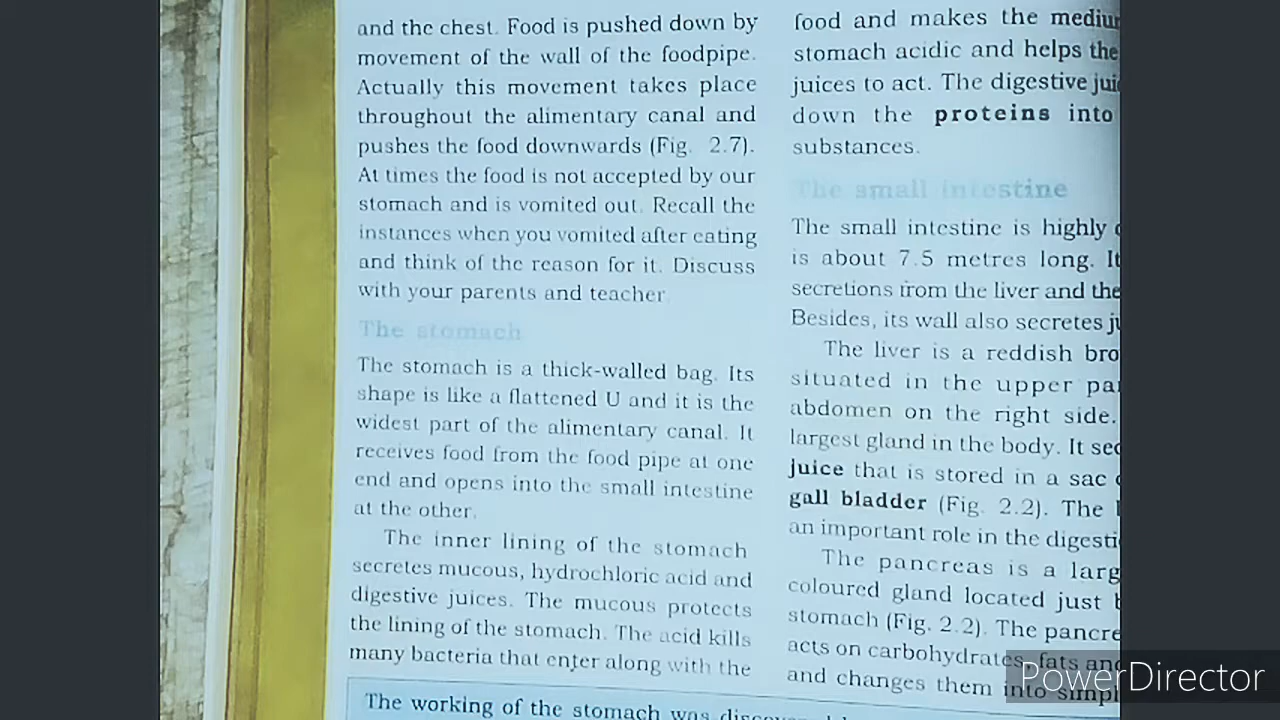 and the chest. Food is pushed down by
movement of the wall of the foodpipe.
Actually this movement takes place
throughout the alimentary canal and
pushes the food downwards (Fig. 2.7).
At times the food is not accepted by our
stomach and is vomited out. Recall the
instances when you vomited after eating
and think of the reason for it. Discuss
with your parents and teacher.
The stomach
The stomach is a thick-walled bag. Its
shape is like a flattened U and it is the
widest part of the alimentary canal. It
receives food from the food pipe at one
end and opens into the small intestine
at the other.
The inner lining of the stomach
secretes mucous, hydrochloric acid and
digestive juices. The mucous protects
the lining of the stomach. The acid kills
many bacteria that enter along with the
food and makes the
stomach acidic and helps the
juices to act. The digestive
down the proteins into
substances.
The small intestine
The small intestine is highly
is about 7.5 metres long.
secretions from the liver and the
Besides, its wall also secretes
The liver is a reddish
situated in the upper
abdomen on the right side.
largest gland in the body. It
juice that is stored in a sac
gall bladder (Fig. 2.2). The
an important role in the
The pancreas is a
coloured gland located just
stomach (Fig. 2.2). The
acts on carbohydrates, fats
and changes them into
The working of the stomach was
PowerDirector